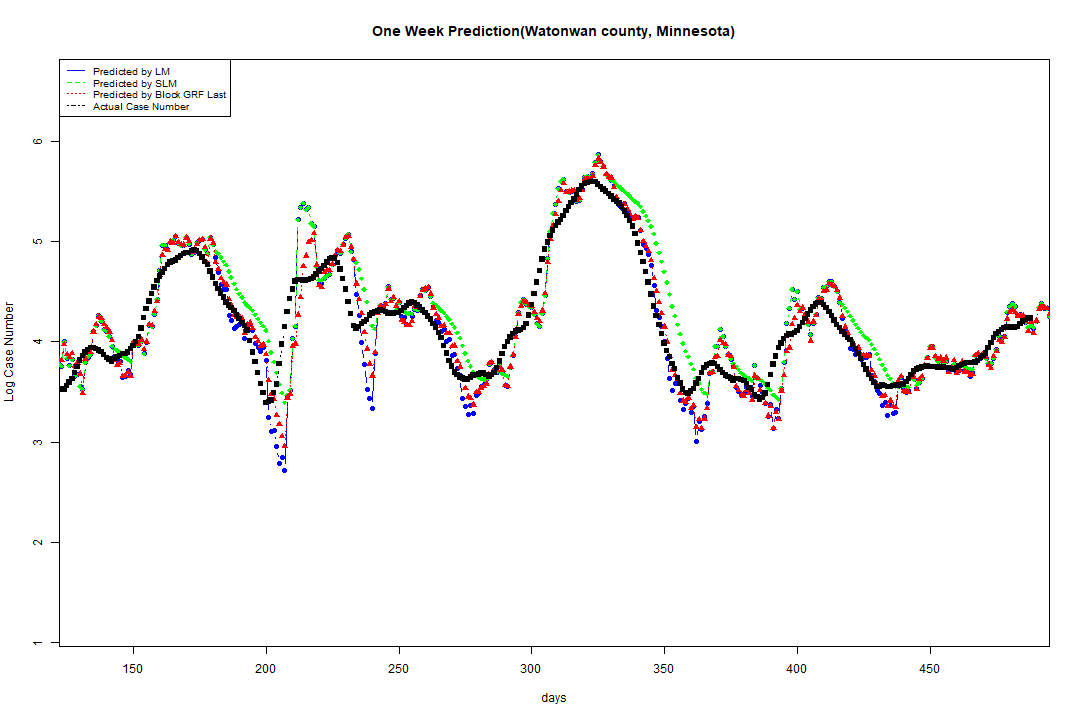 One Week Prediction(Watonwan county, Minnesota)
Predicted by LM
Predicted by SLM
Predicted by Block GRF Last
Actual Case Number
6
5
4
3
2
1
Log Case Number
150 200 250 300 350 400 450
days